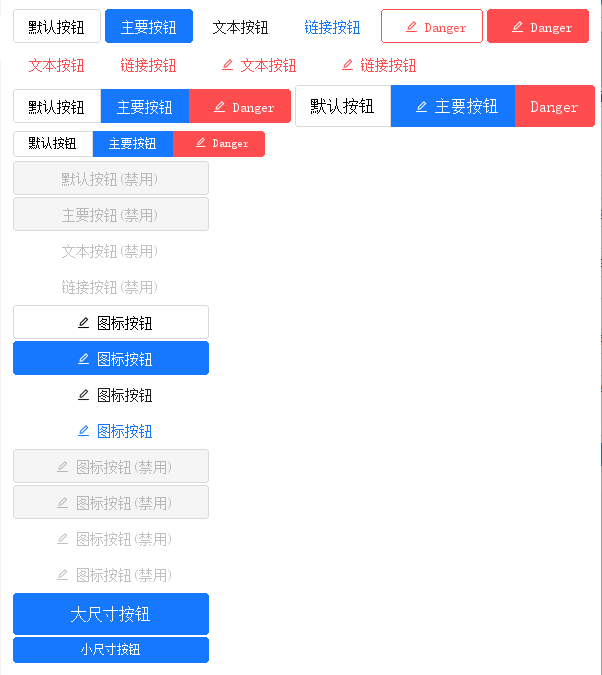 默认按钮 主要按钮 文本按钮 链接按钮 Danger Danger
文本按钮 链接按钮 文本按钮 链接按钮
默认按钮 主要按钮 Danger 默认按钮 主要按钮 Danger
默认按钮 主要按钮 Danger
默认按钮(禁用)
主要按钮(禁用)
文本按钮(禁用)
链接按钮(禁用)
图标按钮
图标按钮
图标按钮
图标按钮
图标按钮(禁用)
图标按钮(禁用)
图标按钮(禁用)
图标按钮(禁用)
大尺寸按钮
小尺寸按钮